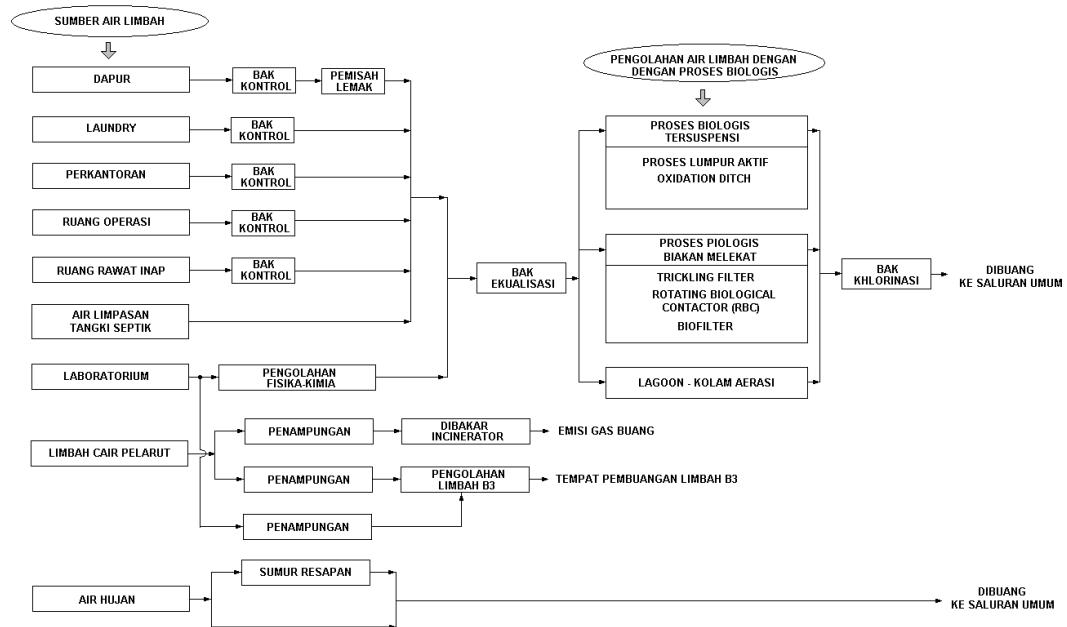 SUMBER AIR LIMBAH
DAPUR
BAK
KONTROL
PEMISAH
LEMAK
LAUNDRY
BAK
KONTROL
PERKANTORAN
BAK
KONTROL
RUANG OPERASI
BAK
KONTROL
RUANG RAWAT INAP
BAK
KONTROL
AIR LIMPASAN
TANGKI SEPTIK
LABORATORIUM
PENGOLAHAN
FISIKA-KIMIA
LIMBAH CAIR PELARUT
PENAMPUNGAN
DIBAKAR
INCINERATOR
EMISI GAS BUANG
PENAMPUNGAN
PENGOLAHAN
LIMBAH B3
TEMPAT PEMBUANGAN LIMBAH B3
PENAMPUNGAN
BAK
EKUALISASI
PENGOLAHAN AIR LIMBAH DENGAN
DENGAN PROSES BIOLOGIS
PROSES BIOLOGIS
TERSUSPENSI
PROSES LUMPUR AKTIF
OXIDATION DITCH
PROSES PIOLOGIS
BIAKAN MELEKAT
TRICKLING FILTER
ROTATING BIOLOGICAL
CONTACTOR (RBC)
BIOFILTER
LAGOON - KOLAM AERASI
BAK
KHLORINASI
DIBUANG
KE SALURAN UMUM
AIR HUJAN
SUMUR RESAPAN
DIBUANG
KE SALURAN UMUM